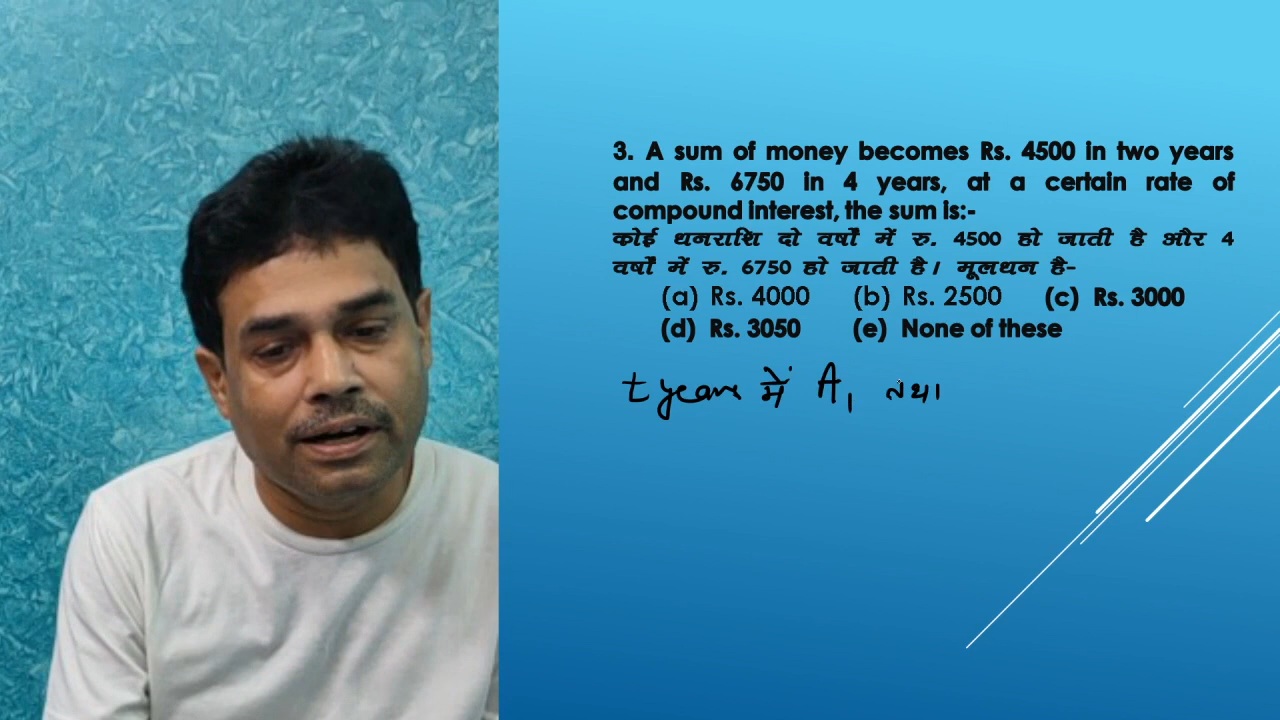 3. A sum of money becomes Rs. 4500 in two years
and Rs. 6750 in 4 years, at a certain rate of
compound interest, the sum is:-
कोई धनराशि दो वर्षों में रु. 4500 हो जाती है और 4
वर्षों में रु. 6750 हो जाती है। मूलधन है-
(a) Rs. 4000 (b) Rs. 2500 (c) Rs. 3000
(d) Rs. 3050 (e) None of these
t years में A₁ तथा